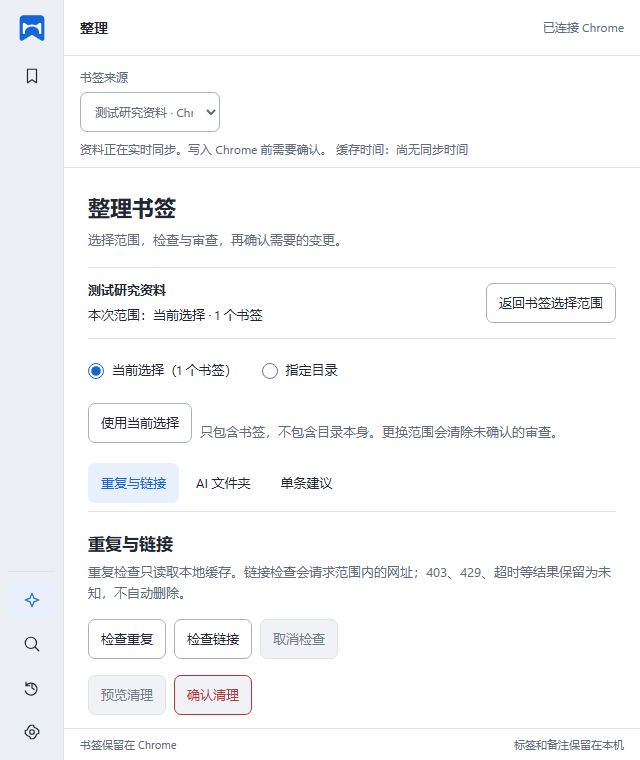 整理
已连接 Chrome
书签来源
测试研究资料 · Chr
资料正在实时同步。写入 Chrome 前需要确认。 缓存时间：尚无同步时间
整理书签
选择范围，检查与审查，再确认需要的变更。
测试研究资料
本次范围：当前选择 · 1 个书签
返回书签选择范围
当前选择（1 个书签）
指定目录
使用当前选择
只包含书签，不包含目录本身。更换范围会清除未确认的审查。
重复与链接
AI 文件夹
单条建议
重复与链接
重复检查只读取本地缓存。链接检查会请求范围内的网址；403、429、超时等结果保留为未
知，不自动删除。
检查重复
检查链接
取消检查
预览清理
确认清理
书签保留在 Chrome
标签和备注保留在本机